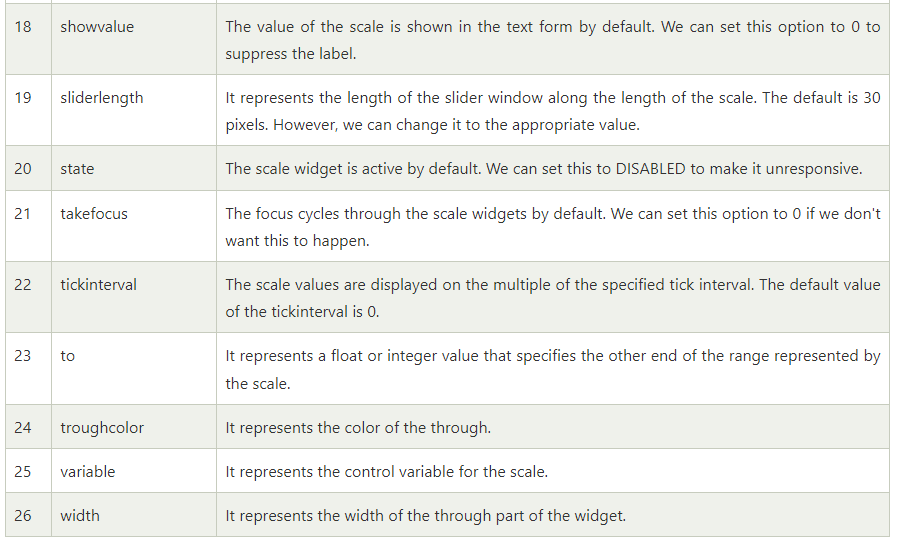 18 showvalue The value of the scale is shown in the text form by default. We can set this option to 0 to
suppress the label.
19 sliderlength It represents the length of the slider window along the length of the scale. The default is 30
pixels. However, we can change it to the appropriate value.
20 state The scale widget is active by default. We can set this to DISABLED to make it unresponsive.
21 takefocus The focus cycles through the scale widgets by default. We can set this option to 0 if we don't
want this to happen.
22 tickinterval The scale values are displayed on the multiple of the specified tick interval. The default value
of the tickinterval is 0.
23 to It represents a float or integer value that specifies the other end of the range represented by
the scale.
24 troughcolor It represents the color of the through.
25 variable It represents the control variable for the scale.
26 width It represents the width of the through part of the widget.